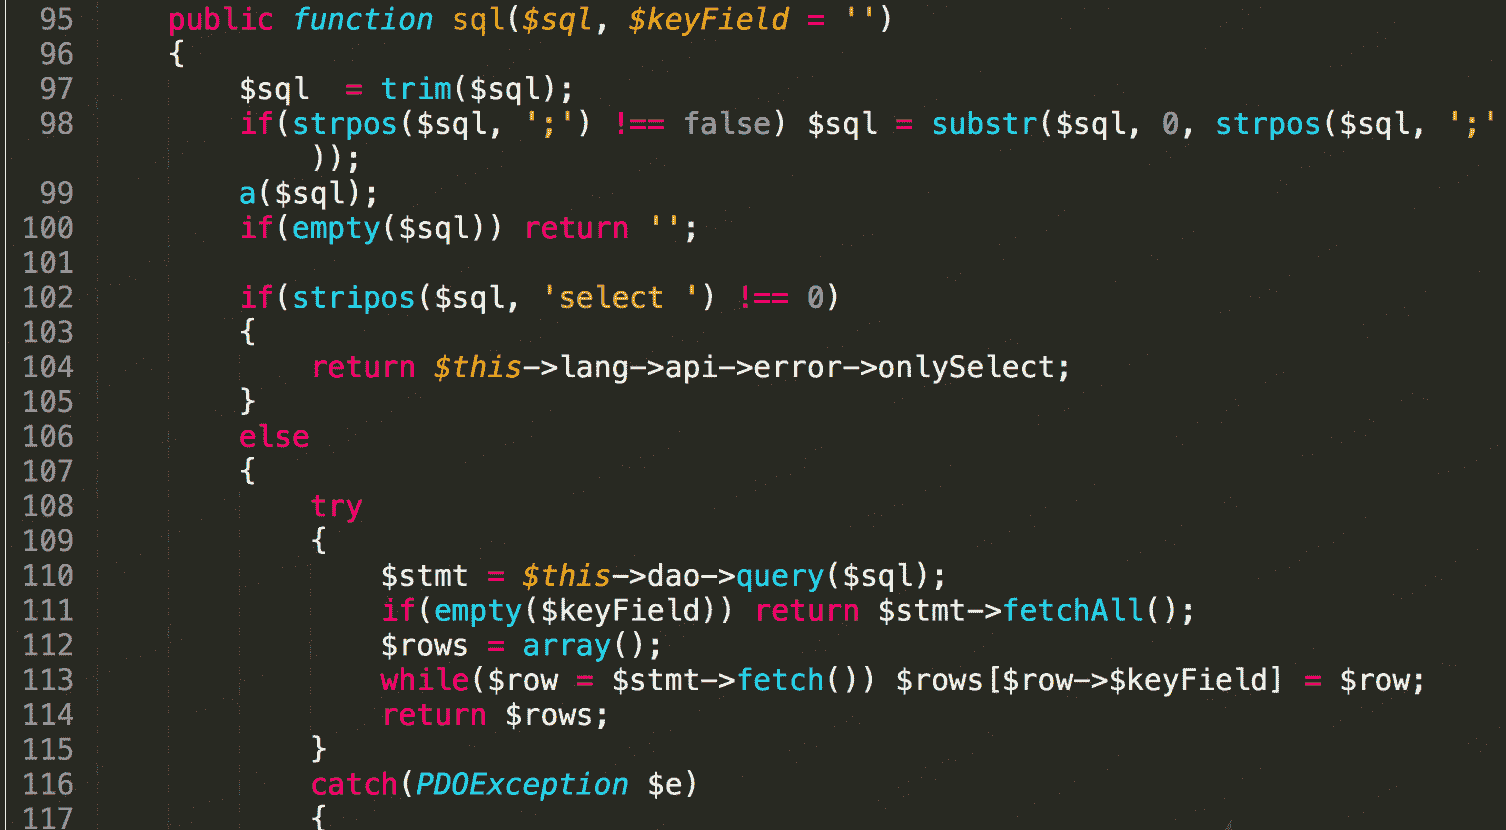 95 public function sql($sql, $keyField = '')
96 {
97 $sql  = trim($sql);
98 if(strpos($sql, ';') !== false) $sql = substr($sql, 0, strpos($sql, ';'
));
99 a($sql);
100 if(empty($sql)) return '';
101
102 if(stripos($sql, 'select ') !== 0)
103 {
104 return $this->lang->api->error->onlySelect;
105 }
106 else
107 {
108 try
109 {
110 $stmt = $this->dao->query($sql);
111 if(empty($keyField)) return $stmt->fetchAll();
112 $rows = array();
113 while($row = $stmt->fetch()) $rows[$row->$keyField] = $row;
114 return $rows;
115 }
116 catch(PDOException $e)
117 {